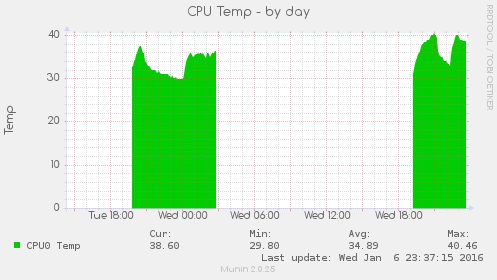 CPU Temp - by day
RRDTOOL / TOBI OETIKER
Temp
40
30
20
10
0
Tue 18:00 Wed 00:00 Wed 06:00 Wed 12:00 Wed 18:00
Cur: Min: Avg: Max:
CPU0 Temp 38.60 29.80 34.89 40.46
Last update: Wed Jan 6 23:37:15 2016
Munin 2.0.25